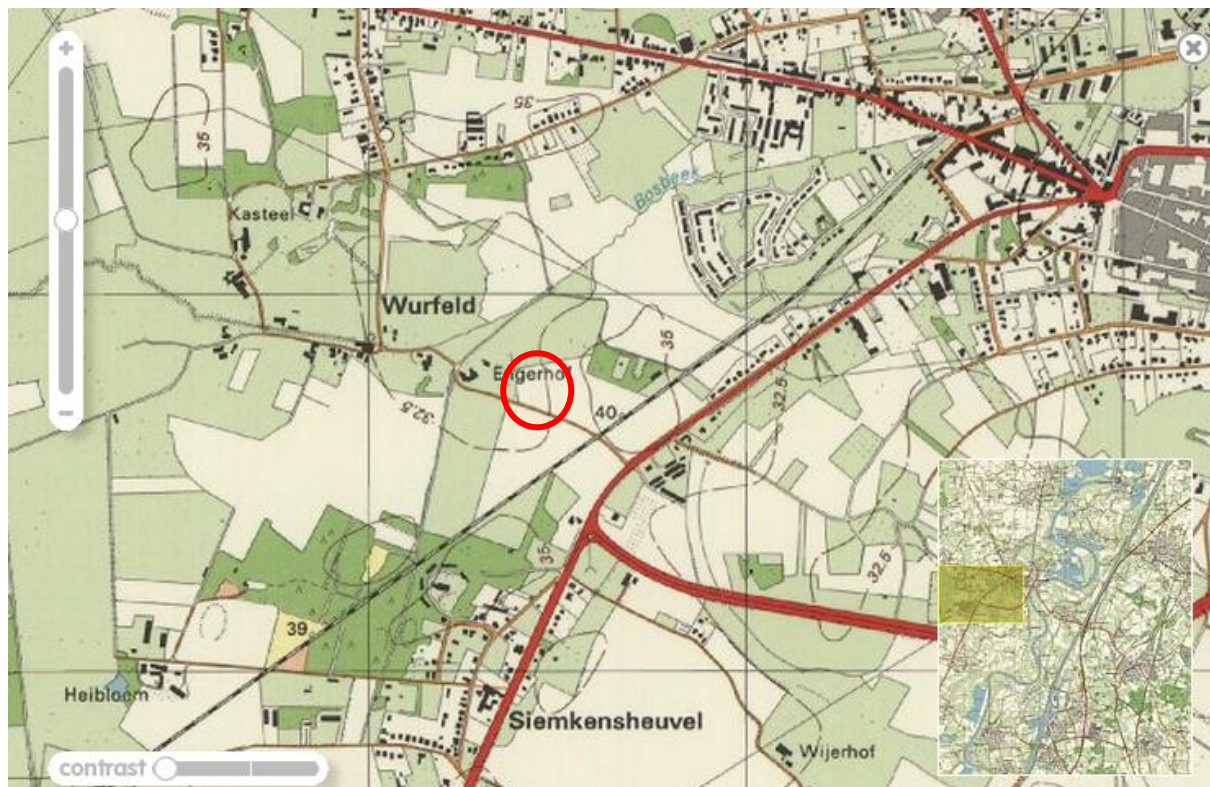 35
35
Bosbeek
Kasteel
Wurfeld
35
Engerhof
32.5
32.5
40
35
32.5
39
Heibloem
Siemkensheuvel
Wijerhof
contrast